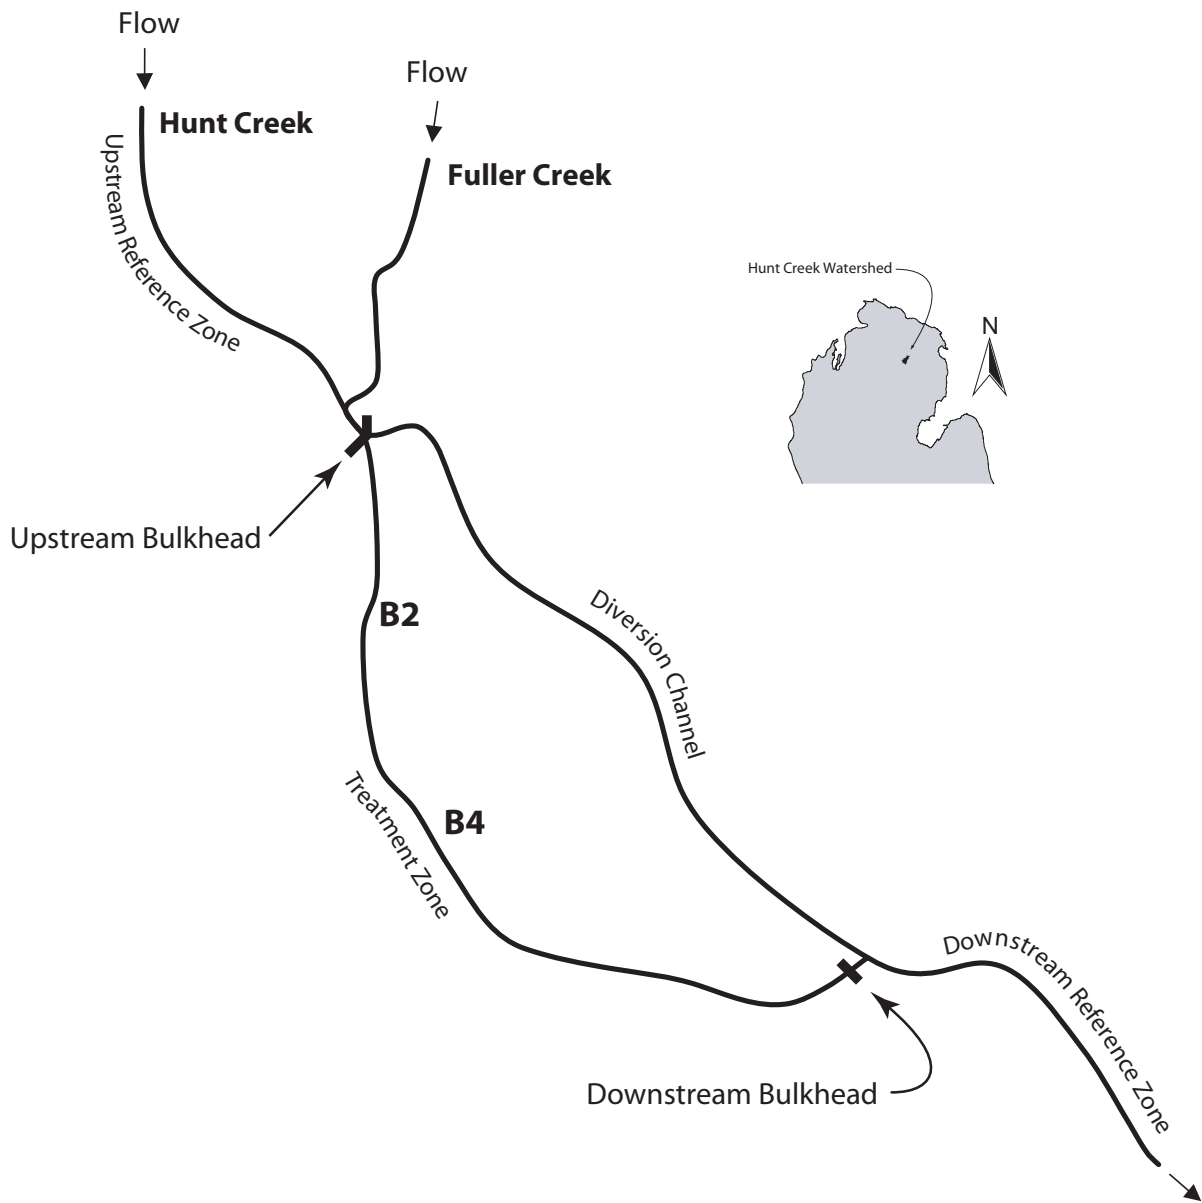 Flow
Flow
Hunt Creek
Fuller Creek
Upstream Reference Zone
Hunt Creek Watershed
N
Upstream Bulkhead
B2
Diversion Channel
Treatment Zone
B4
Downstream Reference Zone
Downstream Bulkhead